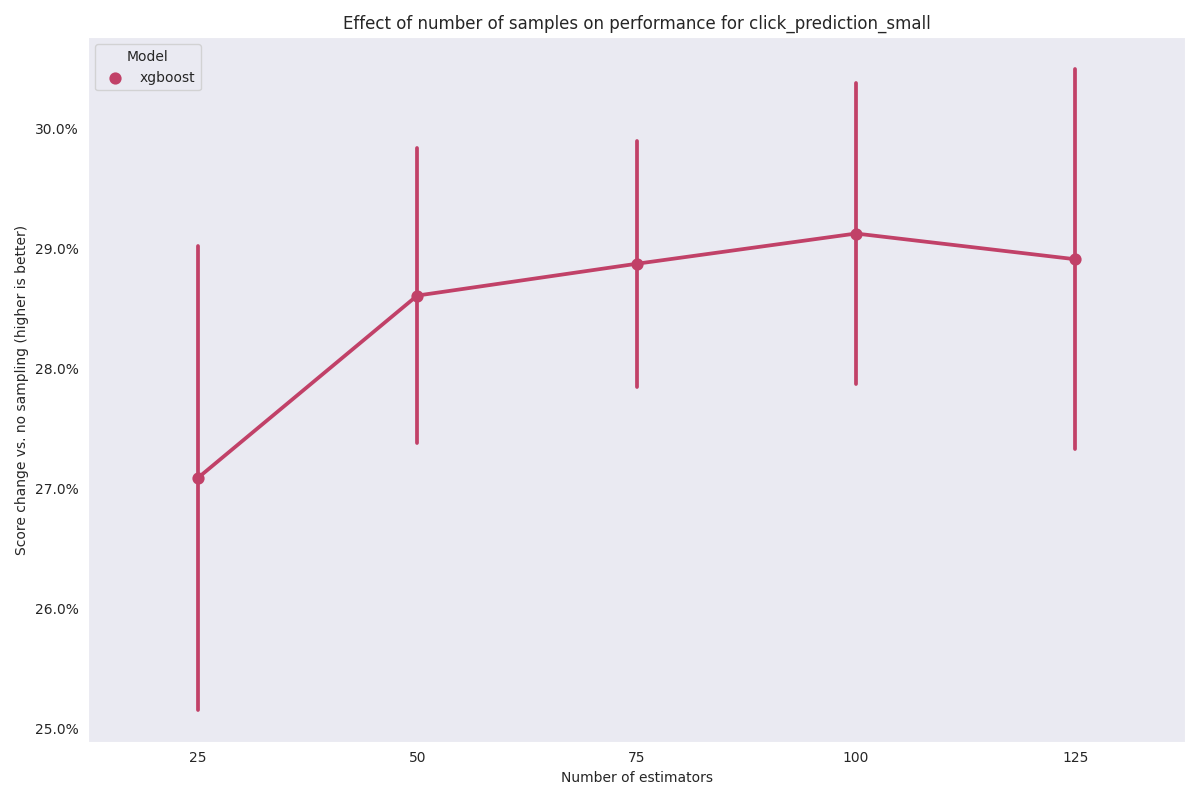 Effect of number of samples on performance for click_prediction_small
Model
xgboost
30.0%
29.0%
28.0%
27.0%
26.0%
25.0%
Score change vs. no sampling (higher is better)
25 50 75 100 125
Number of estimators